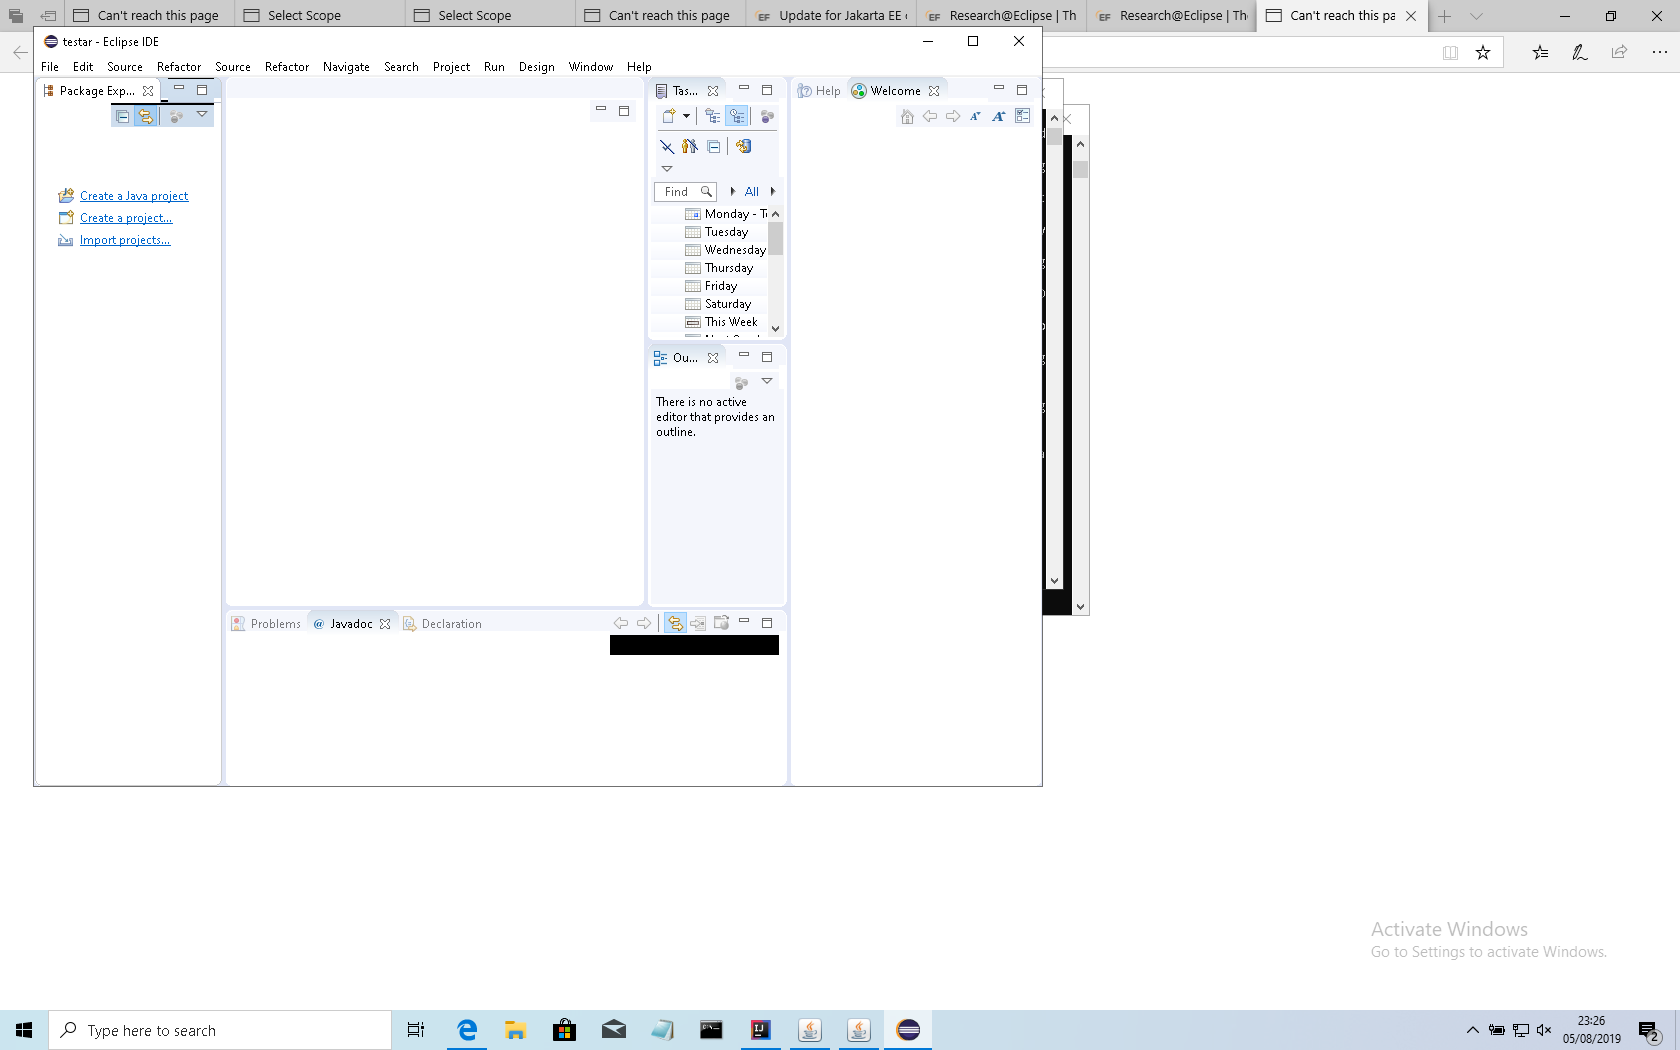 Can't reach this page
Select Scope
Select Scope
Can't reach this page
Update for Jakarta EE
Research@Eclipse | Th
Research@Eclipse | The
Can't reach this pa
testar - Eclipse IDE
File Edit Source Refactor Source Refactor Navigate Search Project Run Design Window Help
Package Exp...
Create a Java project
Create a project...
Import projects...
Tas...
Find
All
Monday - T
Tuesday
Wednesday
Thursday
Friday
Saturday
This Week
Ou...
There is no active
editor that provides an
outline.
Help
Welcome
Problems
@ Javadoc
Declaration
Activate Windows
Go to Settings to activate Windows.
Type here to search
23:26
05/08/2019
2